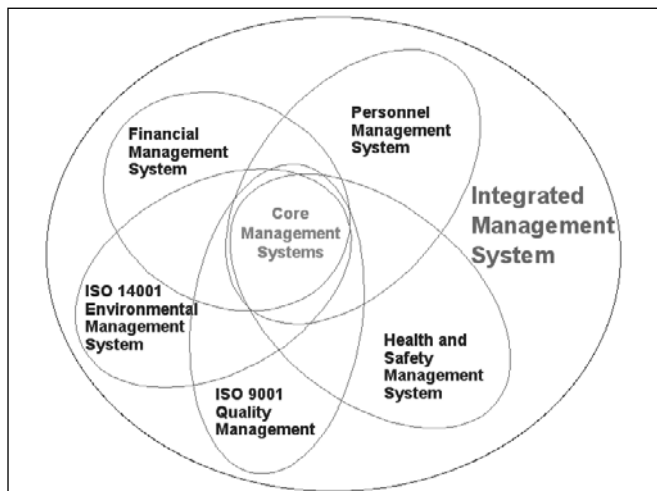 Financial
Management
System
Personnel
Management
System
Core
Management
Systems
Integrated
Management
System
ISO 14001
Environmental
Management
System
Health and
Safety
Management
System
ISO 9001
Quality
Management